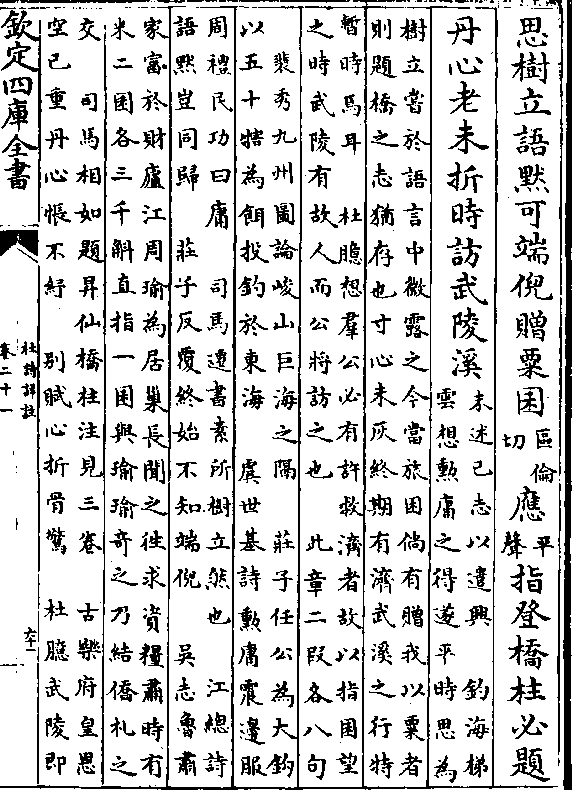 思樹立語默可端倪贈粟囷區倫切應平聲指登橋柱必題
丹心老未折時訪武陵溪
未述己志以遣興　釣海梯
雲想勲庸之得遂平時思為
樹立嘗於語言中微露之今當旅困倘有贈我以粟者
則題橋之志猶存也寸心未灰終期有濟武溪之行特
暫時馬耳　杜臆想羣公必有許救濟者故以指囷望
之時武陵有故人而公將訪之也　此章二段各八句
裴秀九州圖論峻山巨海之隔　莊子任公為大鈎
以五十犗為餌投釣於東海　虞世基詩勲庸震邊服
周禮民功曰庸　司馬遷書素所樹立然也　江總詩
語默豈同歸　莊子反覆終始不知端倪　吳志魯肅
家富於財廬江周瑜為居巢長聞之徃求資糧肅時有
米二囷各三千斛直指一囷與瑜瑜奇之乃結僑札之
交　司馬相如題昇仙橋柱注見三卷　古樂府皇恩
空已重丹心悵不紓　别賦心折骨驚　杜臆武陵即
欽定四庫全書
杜詩詳註
卷二十一